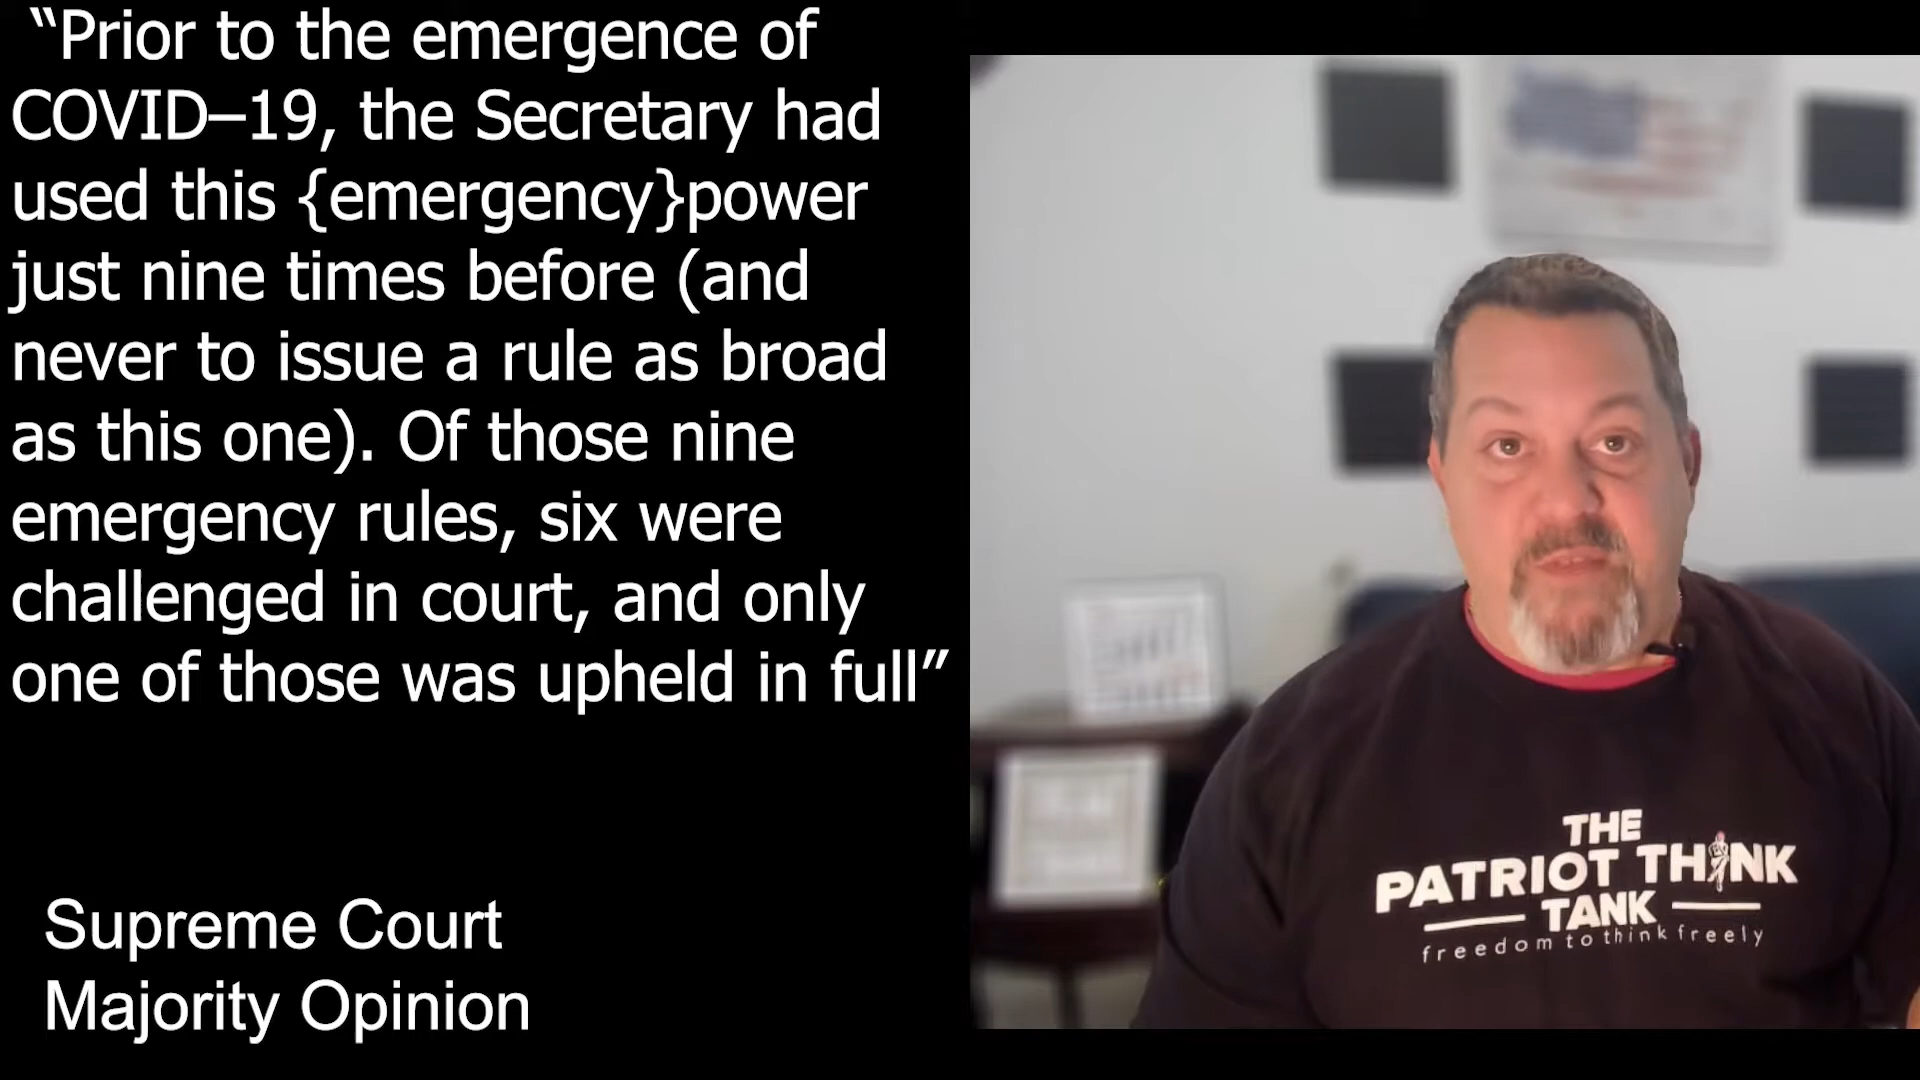 “Prior to the emergence of
COVID–19, the Secretary had
used this {emergency}power
just nine times before (and
never to issue a rule as broad
as this one). Of those nine
emergency rules, six were
challenged in court, and only
one of those was upheld in full”
Supreme Court
Majority Opinion
THE
PATRIOT THINK
TANK
freedom to think freely